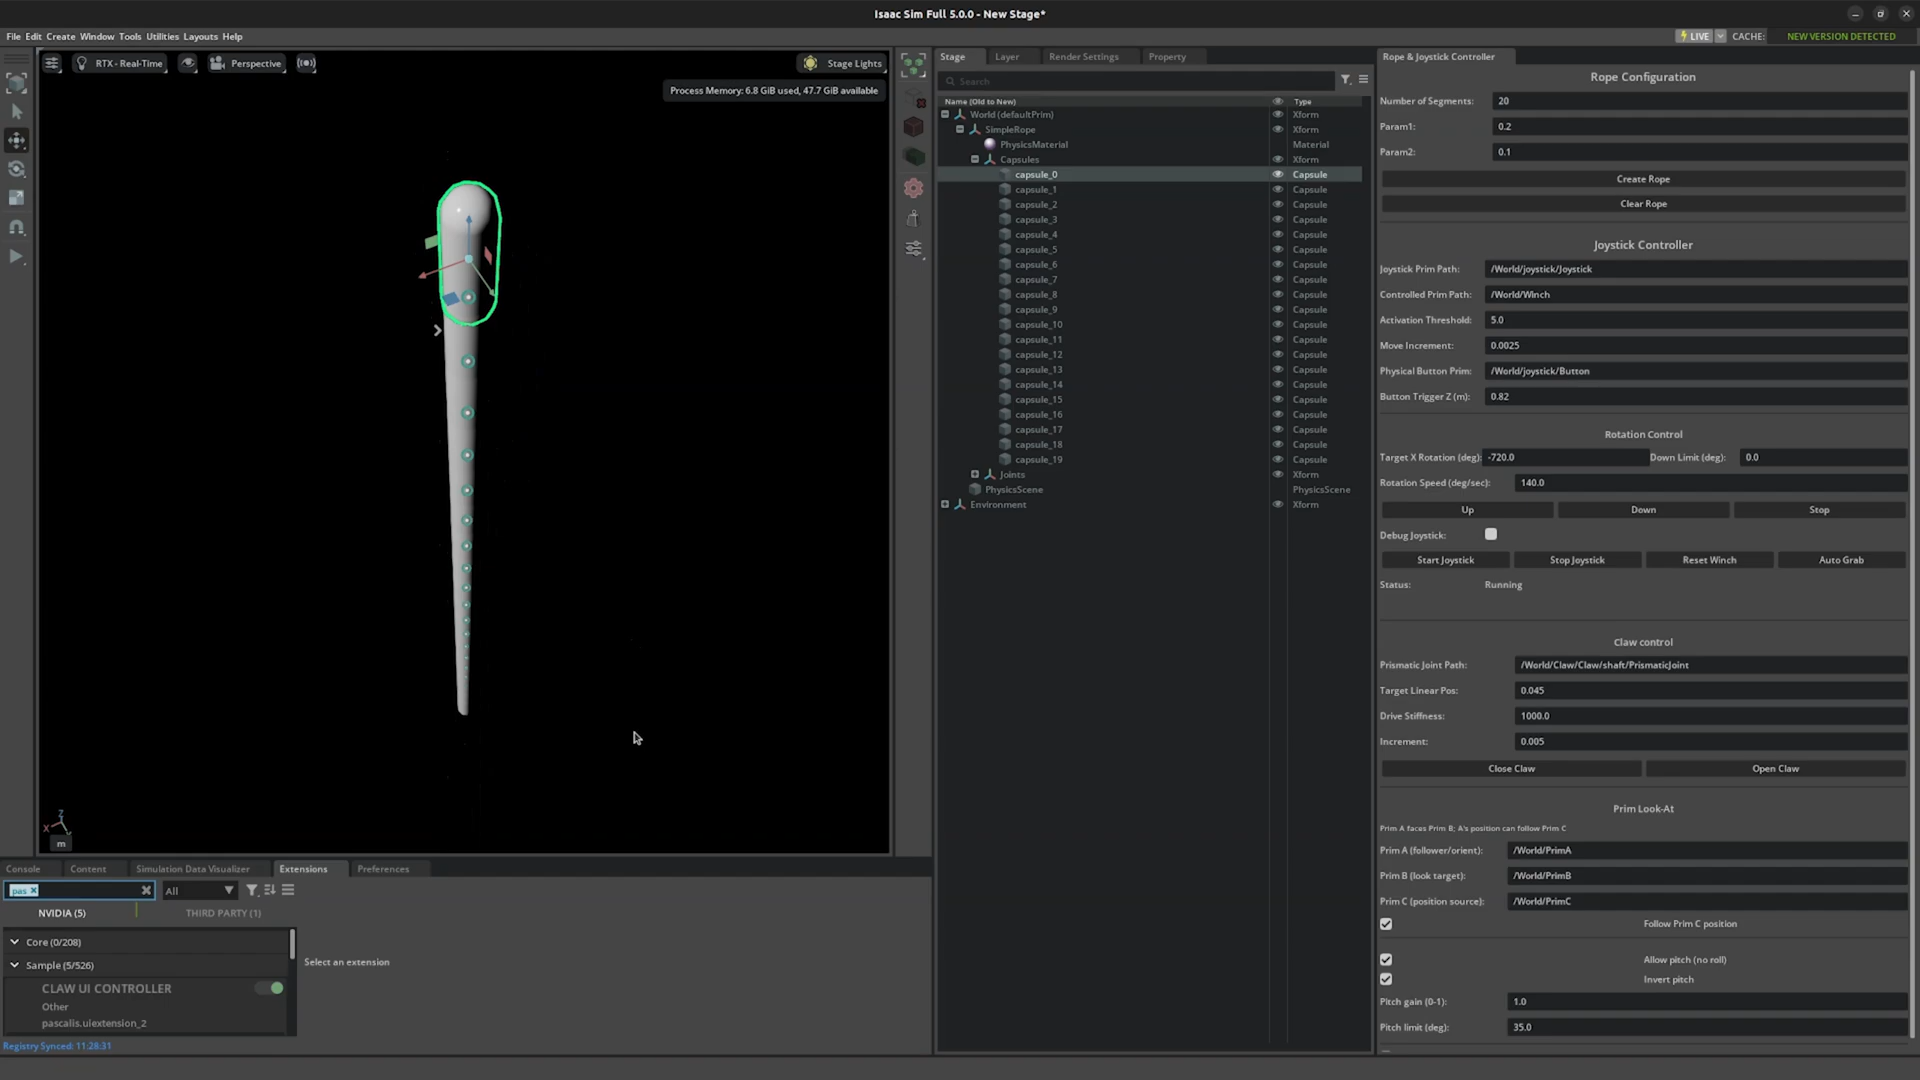 Isaac Sim Full 5.0.0 - New Stage*
File Edit Create Window Tools Utilities Layouts Help
LIVE CACHE: NEW VERSION DETECTED
RTX - Real-Time Perspective Stage Lights
Process Memory: 6.8 GiB used, 47.7 GiB available
Z
X
m
Console Content Simulation Data Visualizer Extensions Preferences
pas All
NVIDIA (5) THIRD PARTY (1)
Core (0/208)
Sample (5/526)
CLAW UI CONTROLLER
Other
pascalis.uiextension_2
Select an extension
Registry Synced: 11:28:31
Stage Layer Render Settings Property
Search
Name (Old to New) Type
World (defaultPrim) Xform
SimpleRope Xform
PhysicsMaterial Material
Capsules Xform
capsule_0 Capsule
capsule_1 Capsule
capsule_2 Capsule
capsule_3 Capsule
capsule_4 Capsule
capsule_5 Capsule
capsule_6 Capsule
capsule_7 Capsule
capsule_8 Capsule
capsule_9 Capsule
capsule_10 Capsule
capsule_11 Capsule
capsule_12 Capsule
capsule_13 Capsule
capsule_14 Capsule
capsule_15 Capsule
capsule_16 Capsule
capsule_17 Capsule
capsule_18 Capsule
capsule_19 Capsule
Joints Xform
PhysicsScene PhysicsScene
Environment Xform
Rope & Joystick Controller
Rope Configuration
Number of Segments: 20
Param1: 0.2
Param2: 0.1
Create Rope
Clear Rope
Joystick Controller
Joystick Prim Path: /World/joystick/Joystick
Controlled Prim Path: /World/Winch
Activation Threshold: 5.0
Move Increment: 0.0025
Physical Button Prim: /World/joystick/Button
Button Trigger Z (m): 0.82
Rotation Control
Target X Rotation (deg): -720.0 Down Limit (deg): 0.0
Rotation Speed (deg/sec): 140.0
Up Down Stop
Debug Joystick:
Start Joystick Stop Joystick Reset Winch Auto Grab
Status: Running
Claw control
Prismatic Joint Path: /World/Claw/Claw/shaft/PrismaticJoint
Target Linear Pos: 0.045
Drive Stiffness: 1000.0
Increment: 0.005
Close Claw Open Claw
Prim Look-At
Prim A faces Prim B; A's position can follow Prim C
Prim A (follower/orient): /World/PrimA
Prim B (look target): /World/PrimB
Prim C (position source): /World/PrimC
Follow Prim C position
Allow pitch (no roll)
Invert pitch
Pitch gain (0-1): 1.0
Pitch limit (deg): 35.0